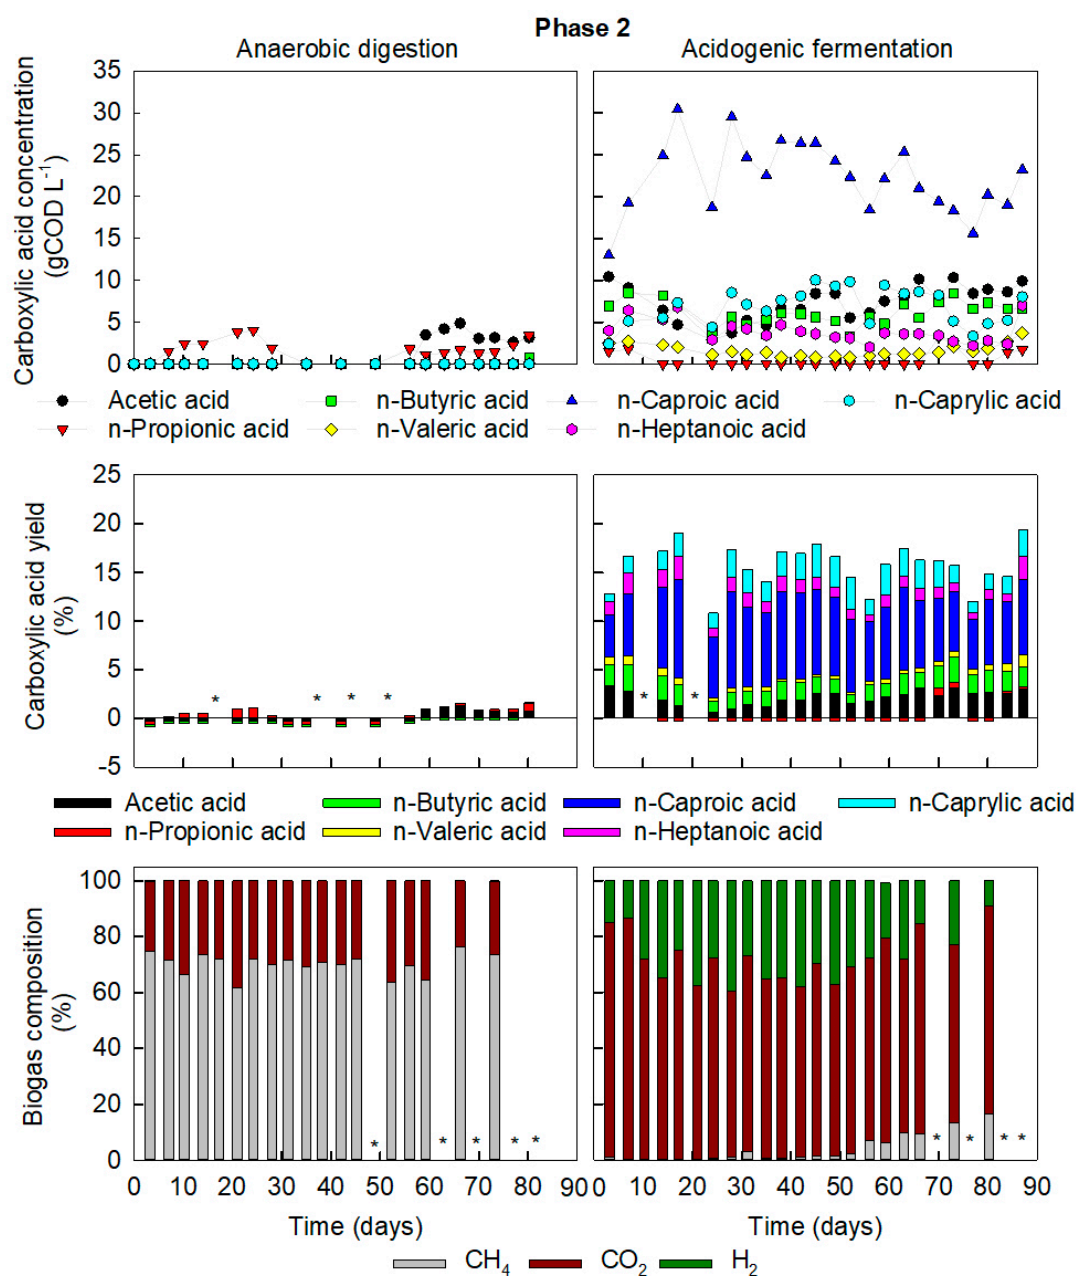 Phase 2
Anaerobic digestion Acidogenic fermentation
Carboxylic acid concentration
(gCOD L⁻¹)
35
30
25
20
15
10
5
0
Acetic acid n-Butyric acid n-Caproic acid n-Caprylic acid
n-Propionic acid n-Valeric acid n-Heptanoic acid
Carboxylic acid yield
(%)
25
20
15
10
5
0
-5
* * * * * *
Acetic acid n-Butyric acid n-Caproic acid n-Caprylic acid
n-Propionic acid n-Valeric acid n-Heptanoic acid
Biogas composition
(%)
100
80
60
40
20
0
* * * * * * * * *
0 10 20 30 40 50 60 70 80 90 0 10 20 30 40 50 60 70 80 90
Time (days) Time (days)
CH₄ CO₂ H₂